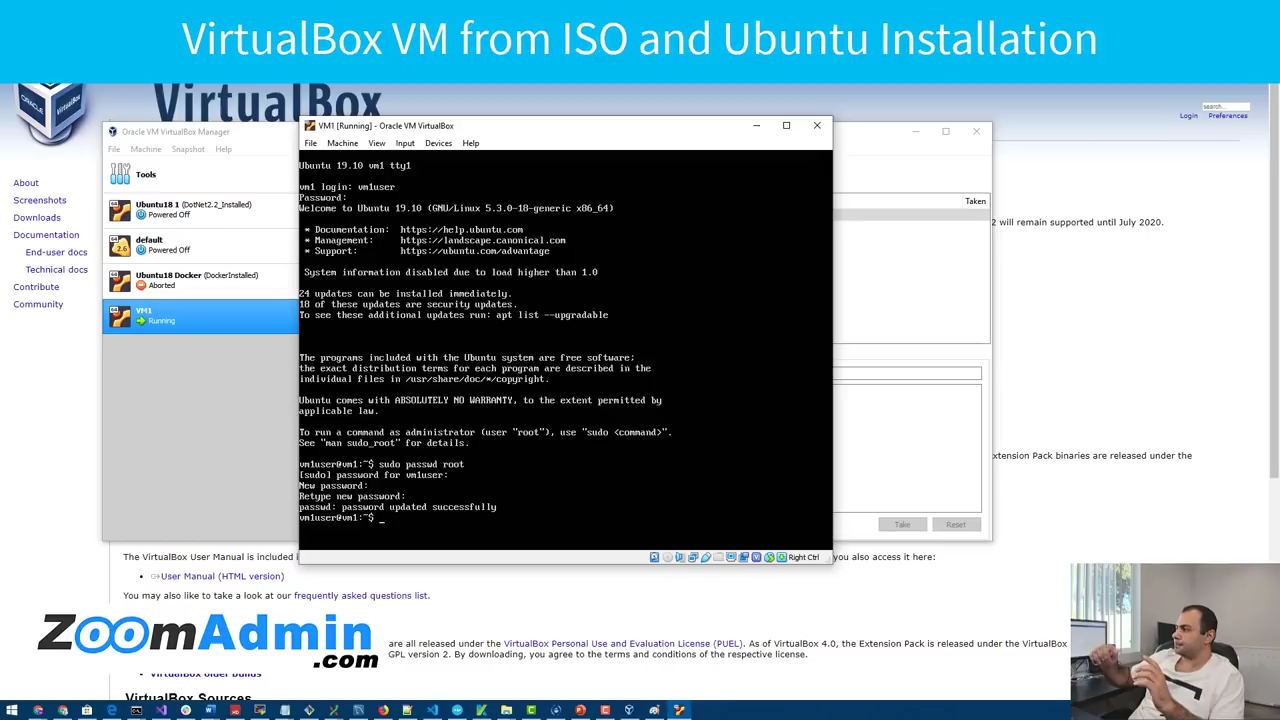 VirtualBox VM from ISO and Ubuntu Installation
ORACLE
VirtualBox
VirtualBox
search...
Login Preferences
About
Screenshots
Downloads
Documentation
End-user docs
Technical docs
Contribute
Community
Oracle VM VirtualBox Manager
File Machine Snapshot Help
Tools
Ubuntu18 1 (DotNet2.2_Installed)
Powered Off
default
Powered Off
Ubuntu18 Docker (DockerInstalled)
Aborted
VM1
Running
VM1 [Running] - Oracle VM VirtualBox
File Machine View Input Devices Help
Ubuntu 19.10 vm1 tty1
vm1 login: vm1user
Password:
Welcome to Ubuntu 19.10 (GNU/Linux 5.3.0-18-generic x86_64)
* Documentation: https://help.ubuntu.com
* Management: https://landscape.canonical.com
* Support: https://ubuntu.com/advantage
System information disabled due to load higher than 1.0
24 updates can be installed immediately.
18 of these updates are security updates.
To see these additional updates run: apt list --upgradable
The programs included with the Ubuntu system are free software;
the exact distribution terms for each program are described in the
individual files in /usr/share/doc/*/copyright.
Ubuntu comes with ABSOLUTELY NO WARRANTY, to the extent permitted by
applicable law.
To run a command as administrator (user "root"), use "sudo <command>".
See "man sudo_root" for details.
vm1user@vm1:~$ sudo passwd root
[sudo] password for vm1user:
New password:
Retype new password:
passwd: password updated successfully
vm1user@vm1:~$ _
Right Ctrl
Taken
2 will remain supported until July 2020.
xtension Pack binaries are released under the
Take Reset
The VirtualBox User Manual is included i
you also access it here:
• User Manual (HTML version)
You may also like to take a look at our frequently asked questions list.
are all released under the VirtualBox Personal Use and Evaluation License (PUEL). As of VirtualBox 4.0, the Extension Pack is released under the VirtualBox
GPL version 2. By downloading, you agree to the terms and conditions of the respective license.
ZoomAdmin
.com
VirtualBox older builds
VirtualBox Sources